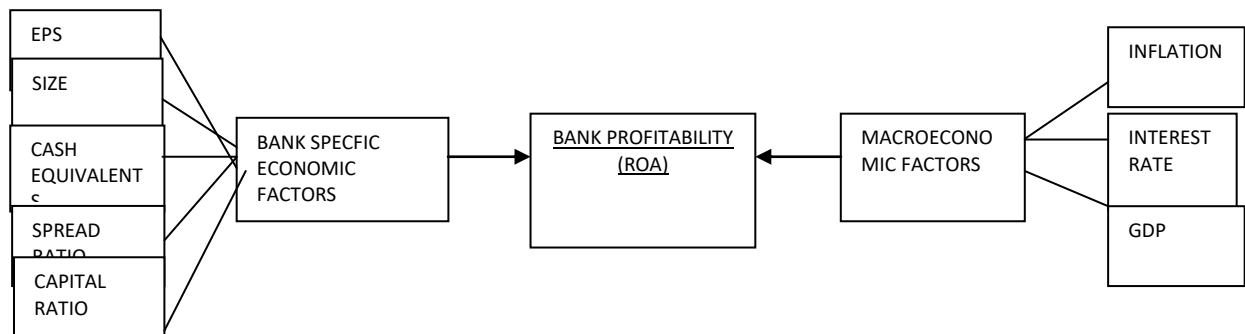 EPS
SIZE
CASH
EQUIVALENT
S
SPREAD
RATIO
CAPITAL
RATIO
BANK SPECFIC
ECONOMIC
FACTORS
BANK PROFITABILITY
(ROA)
MACROECONO
MIC FACTORS
INFLATION
INTEREST
RATE
GDP